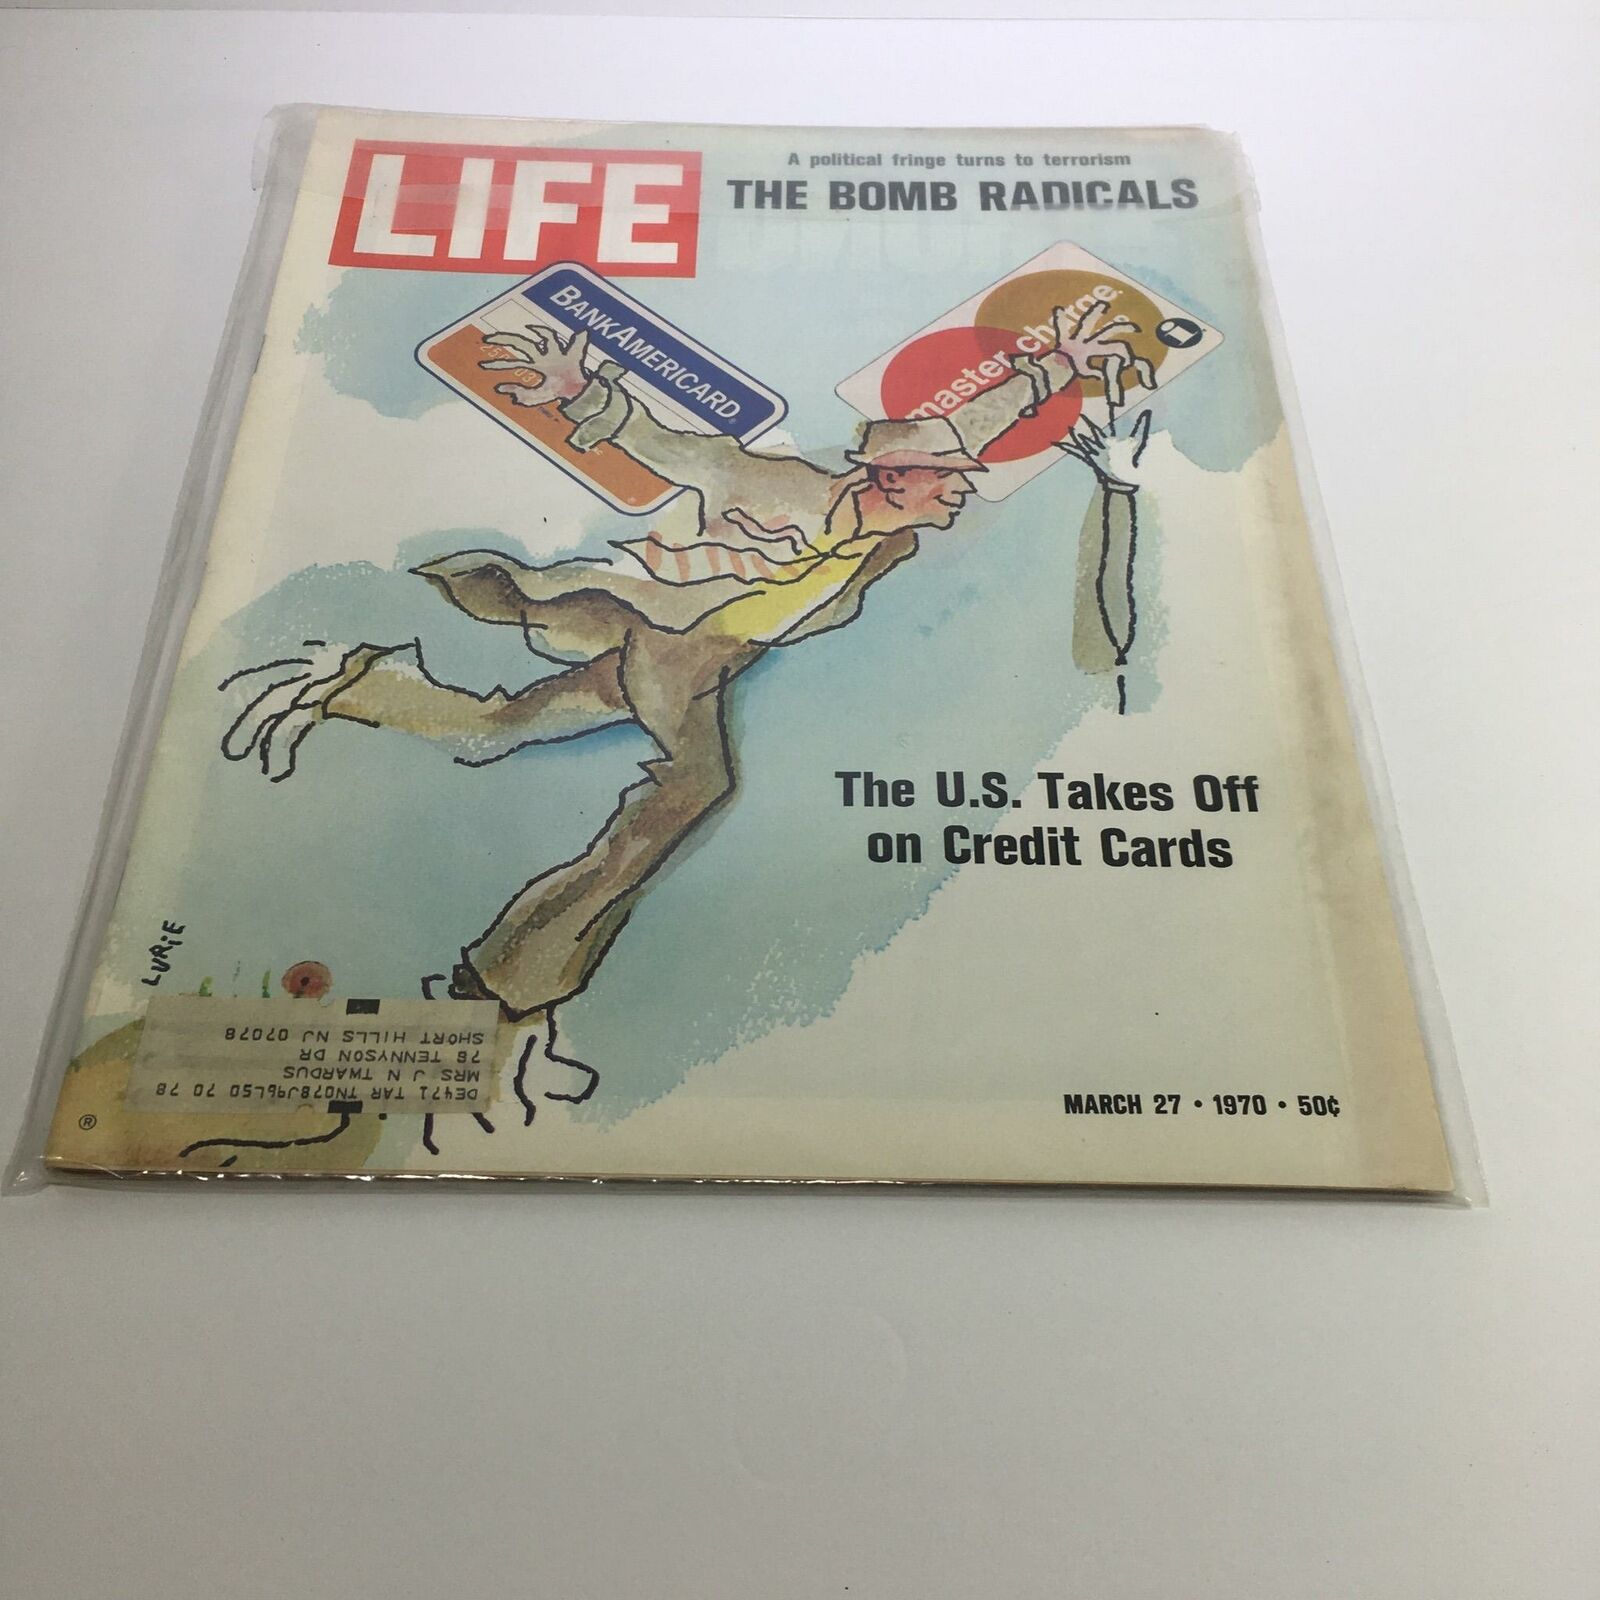 LIFE
A political fringe turns to terrorism
THE BOMB RADICALS
BANKAMERICARD
master charge
i
The U.S. Takes Off
on Credit Cards
LURIE
DE471 TAR TN078J96L50 70 78
MRS J N TWARDUS
78 TENNYSON DR
SHORT HILLS NJ 07078
®
MARCH 27 • 1970 • 50¢